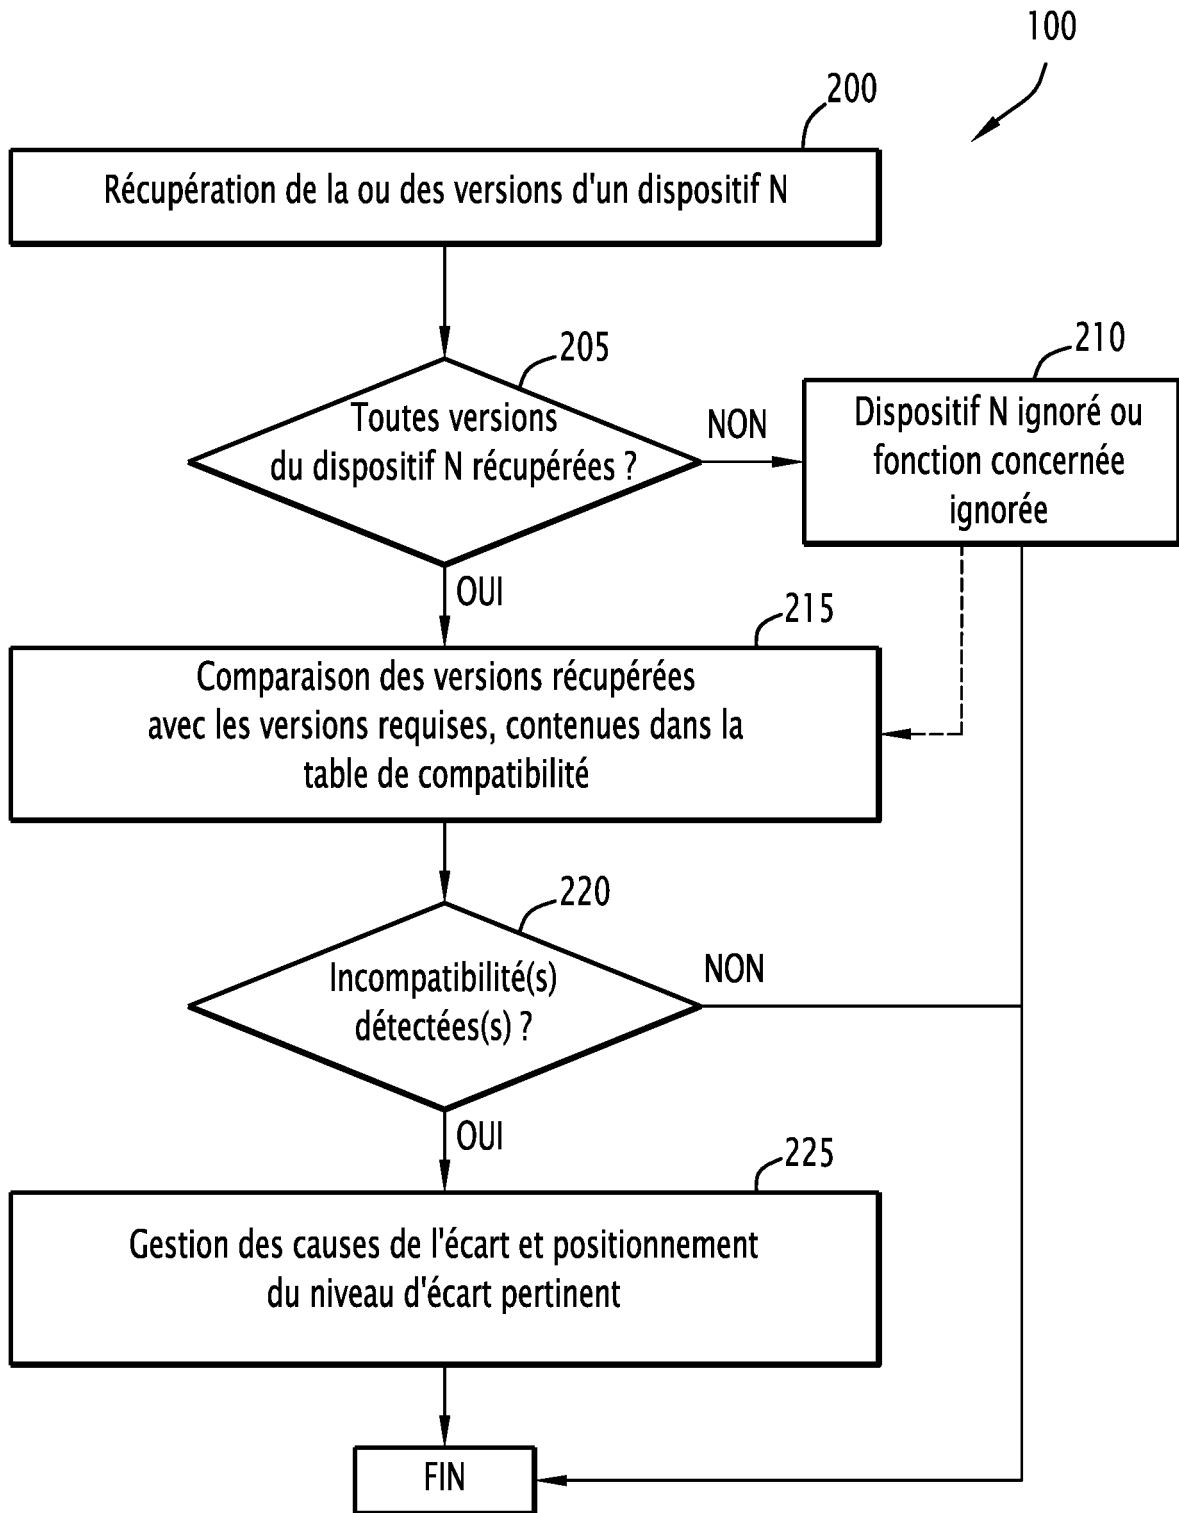 100
200
Récupération de la ou des versions d'un dispositif N
205
Toutes versions
du dispositif N récupérées ?
NON
210
Dispositif N ignoré ou
fonction concernée
ignorée
OUI
215
Comparaison des versions récupérées
avec les versions requises, contenues dans la
table de compatibilité
220
Incompatibilité(s)
détectées(s) ?
NON
OUI
225
Gestion des causes de l'écart et positionnement
du niveau d'écart pertinent
FIN